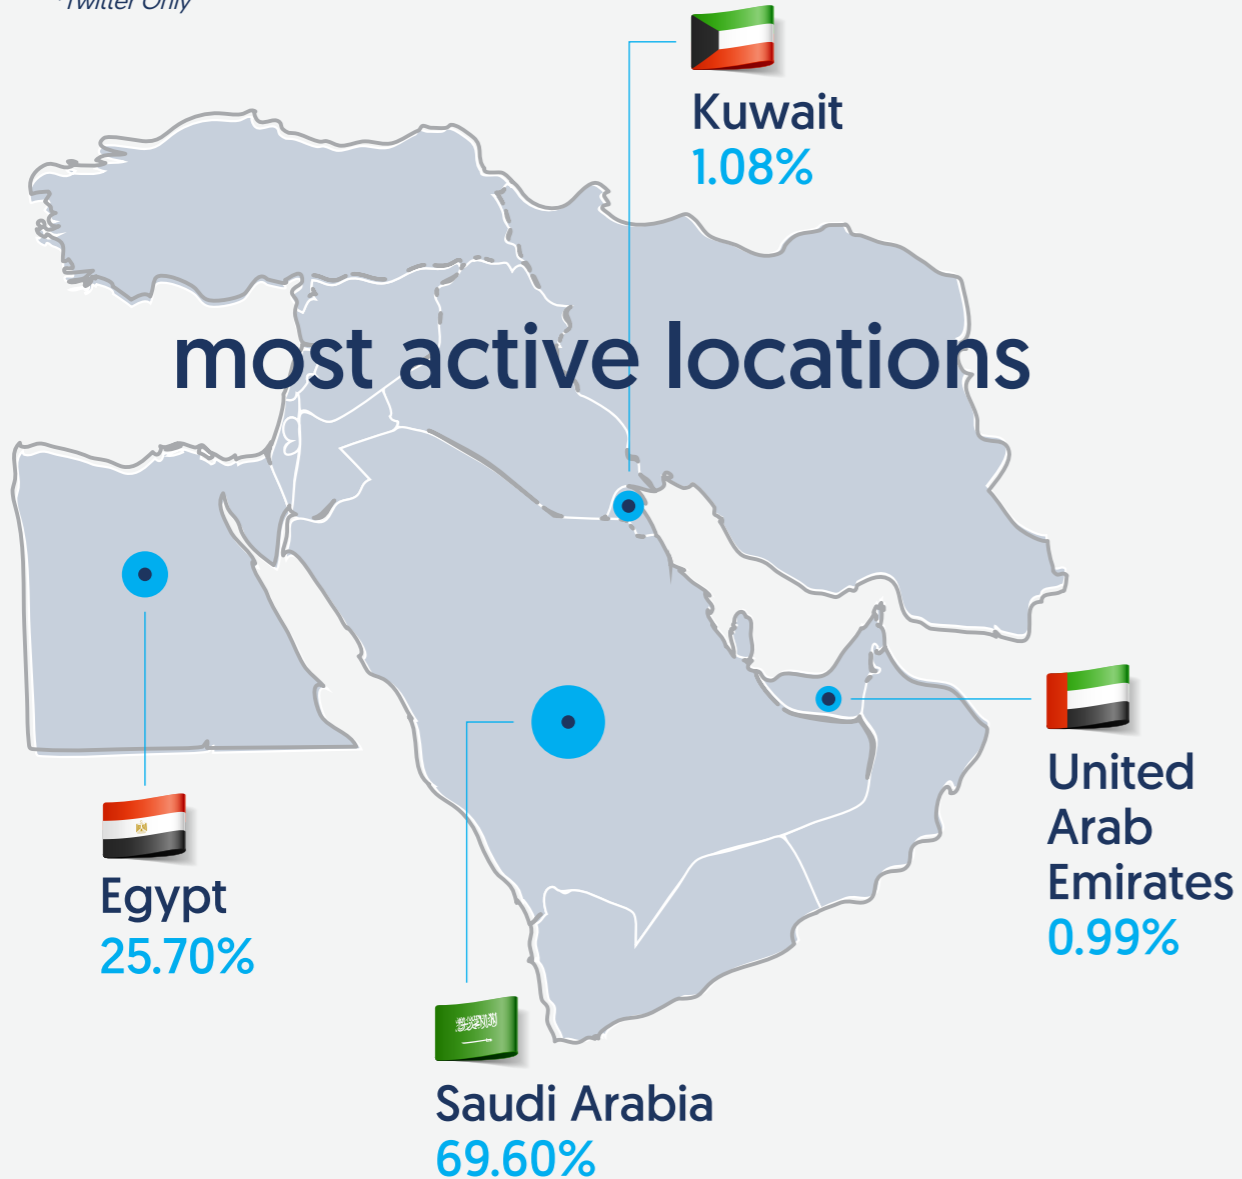 *Twitter Only
Kuwait
1.08%
most active locations
United
Arab
Emirates
0.99%
Egypt
25.70%
Saudi Arabia
69.60%